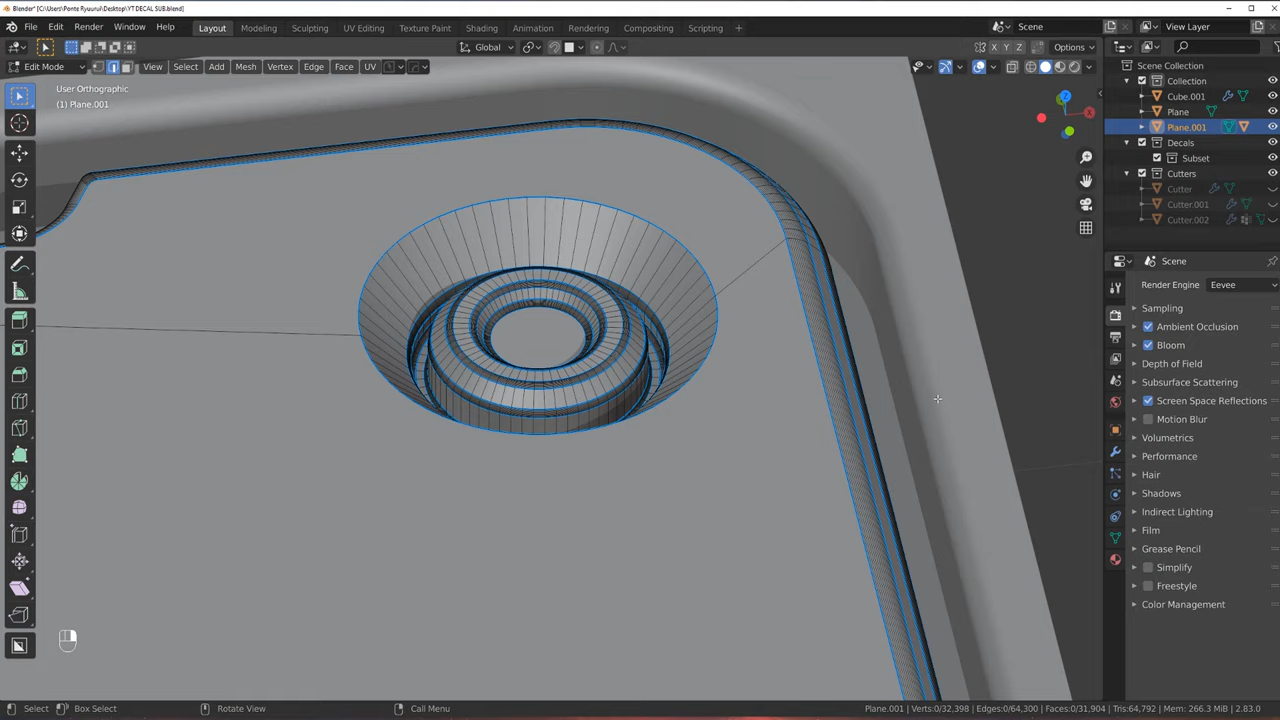 Blender* [C:\Users\Ponte Ryuurui\Desktop\YT DECAL SUB.blend]
File Edit Render Window Help Layout Modeling Sculpting UV Editing Texture Paint Shading Animation Rendering Compositing Scripting + Scene View Layer
Global X Y Z Options
Edit Mode View Select Add Mesh Vertex Edge Face UV
User Orthographic
(1) Plane.001
Scene Collection
Collection
Cube.001
Plane
Plane.001
Decals
Subset
Cutters
Cutter
Cutter.001
Cutter.002
Scene
Render Engine Eevee
Sampling
Ambient Occlusion
Bloom
Depth of Field
Subsurface Scattering
Screen Space Reflections
Motion Blur
Volumetrics
Performance
Hair
Shadows
Indirect Lighting
Film
Grease Pencil
Simplify
Freestyle
Color Management
Select Box Select Rotate View Call Menu Plane.001 | Verts:0/32,398 | Edges:0/64,300 | Faces:0/31,904 | Tris:64,792 | Mem: 266.3 MiB | 2.83.0